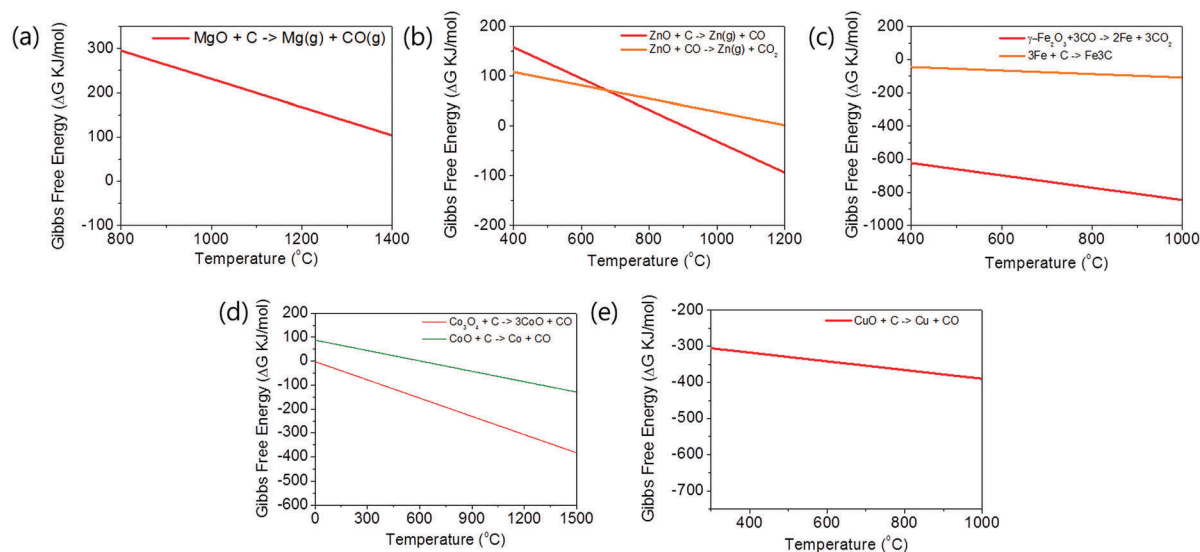 (a)
MgO + C -> Mg(g) + CO(g)
300
200
100
0
-100
800
1000
1200
1400
Gibbs Free Energy (ΔG KJ/mol)
Temperature (°C)
(b)
ZnO + C -> Zn(g) + CO
ZnO + CO -> Zn(g) + CO₂
200
100
0
-100
-200
400
600
800
1000
1200
Gibbs Free Energy (ΔG KJ/mol)
Temperature (°C)
(c)
γ-Fe₂O₃+3CO -> 2Fe + 3CO₂
3Fe + C -> Fe3C
0
-200
-400
-600
-800
-1000
400
600
800
1000
Gibbs Free Energy (ΔG KJ/mol)
Temperature (°C)
(d)
Co₃O₄ + C -> 3CoO + CO
CoO + C -> Co + CO
200
100
0
-100
-200
-300
-400
-500
-600
0
300
600
900
1200
1500
Gibbs Free Energy (ΔG KJ/mol)
Temperature (°C)
(e)
CuO + C -> Cu + CO
-200
-300
-400
-500
-600
-700
400
600
800
1000
Gibbs Free Energy (ΔG KJ/mol)
Temperature (°C)